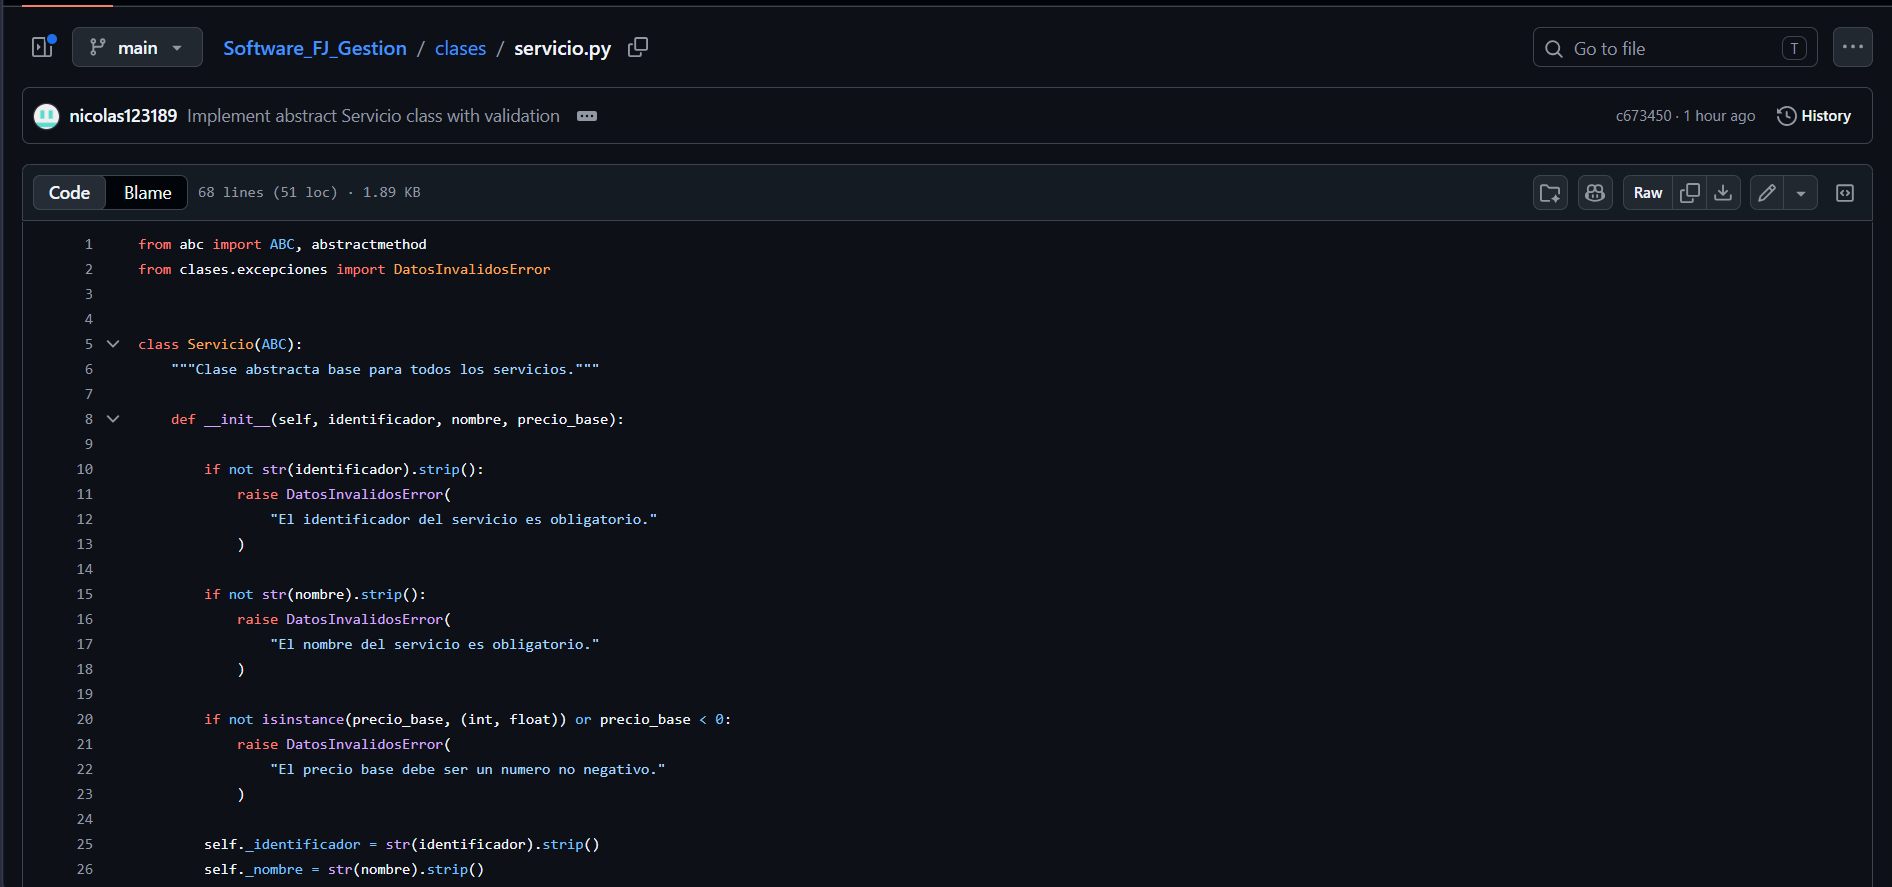 main
Software_FJ_Gestion / clases / servicio.py
Go to file
T
nicolas123189 Implement abstract Servicio class with validation
c673450 · 1 hour ago
History
Code Blame 68 lines (51 loc) · 1.89 KB
Raw
1 from abc import ABC, abstractmethod
2 from clases.excepciones import DatosInvalidosError
3
4
5 class Servicio(ABC):
6 """Clase abstracta base para todos los servicios."""
7
8 def __init__(self, identificador, nombre, precio_base):
9
10 if not str(identificador).strip():
11 raise DatosInvalidosError(
12 "El identificador del servicio es obligatorio."
13 )
14
15 if not str(nombre).strip():
16 raise DatosInvalidosError(
17 "El nombre del servicio es obligatorio."
18 )
19
20 if not isinstance(precio_base, (int, float)) or precio_base < 0:
21 raise DatosInvalidosError(
22 "El precio base debe ser un numero no negativo."
23 )
24
25 self._identificador = str(identificador).strip()
26 self._nombre = str(nombre).strip()